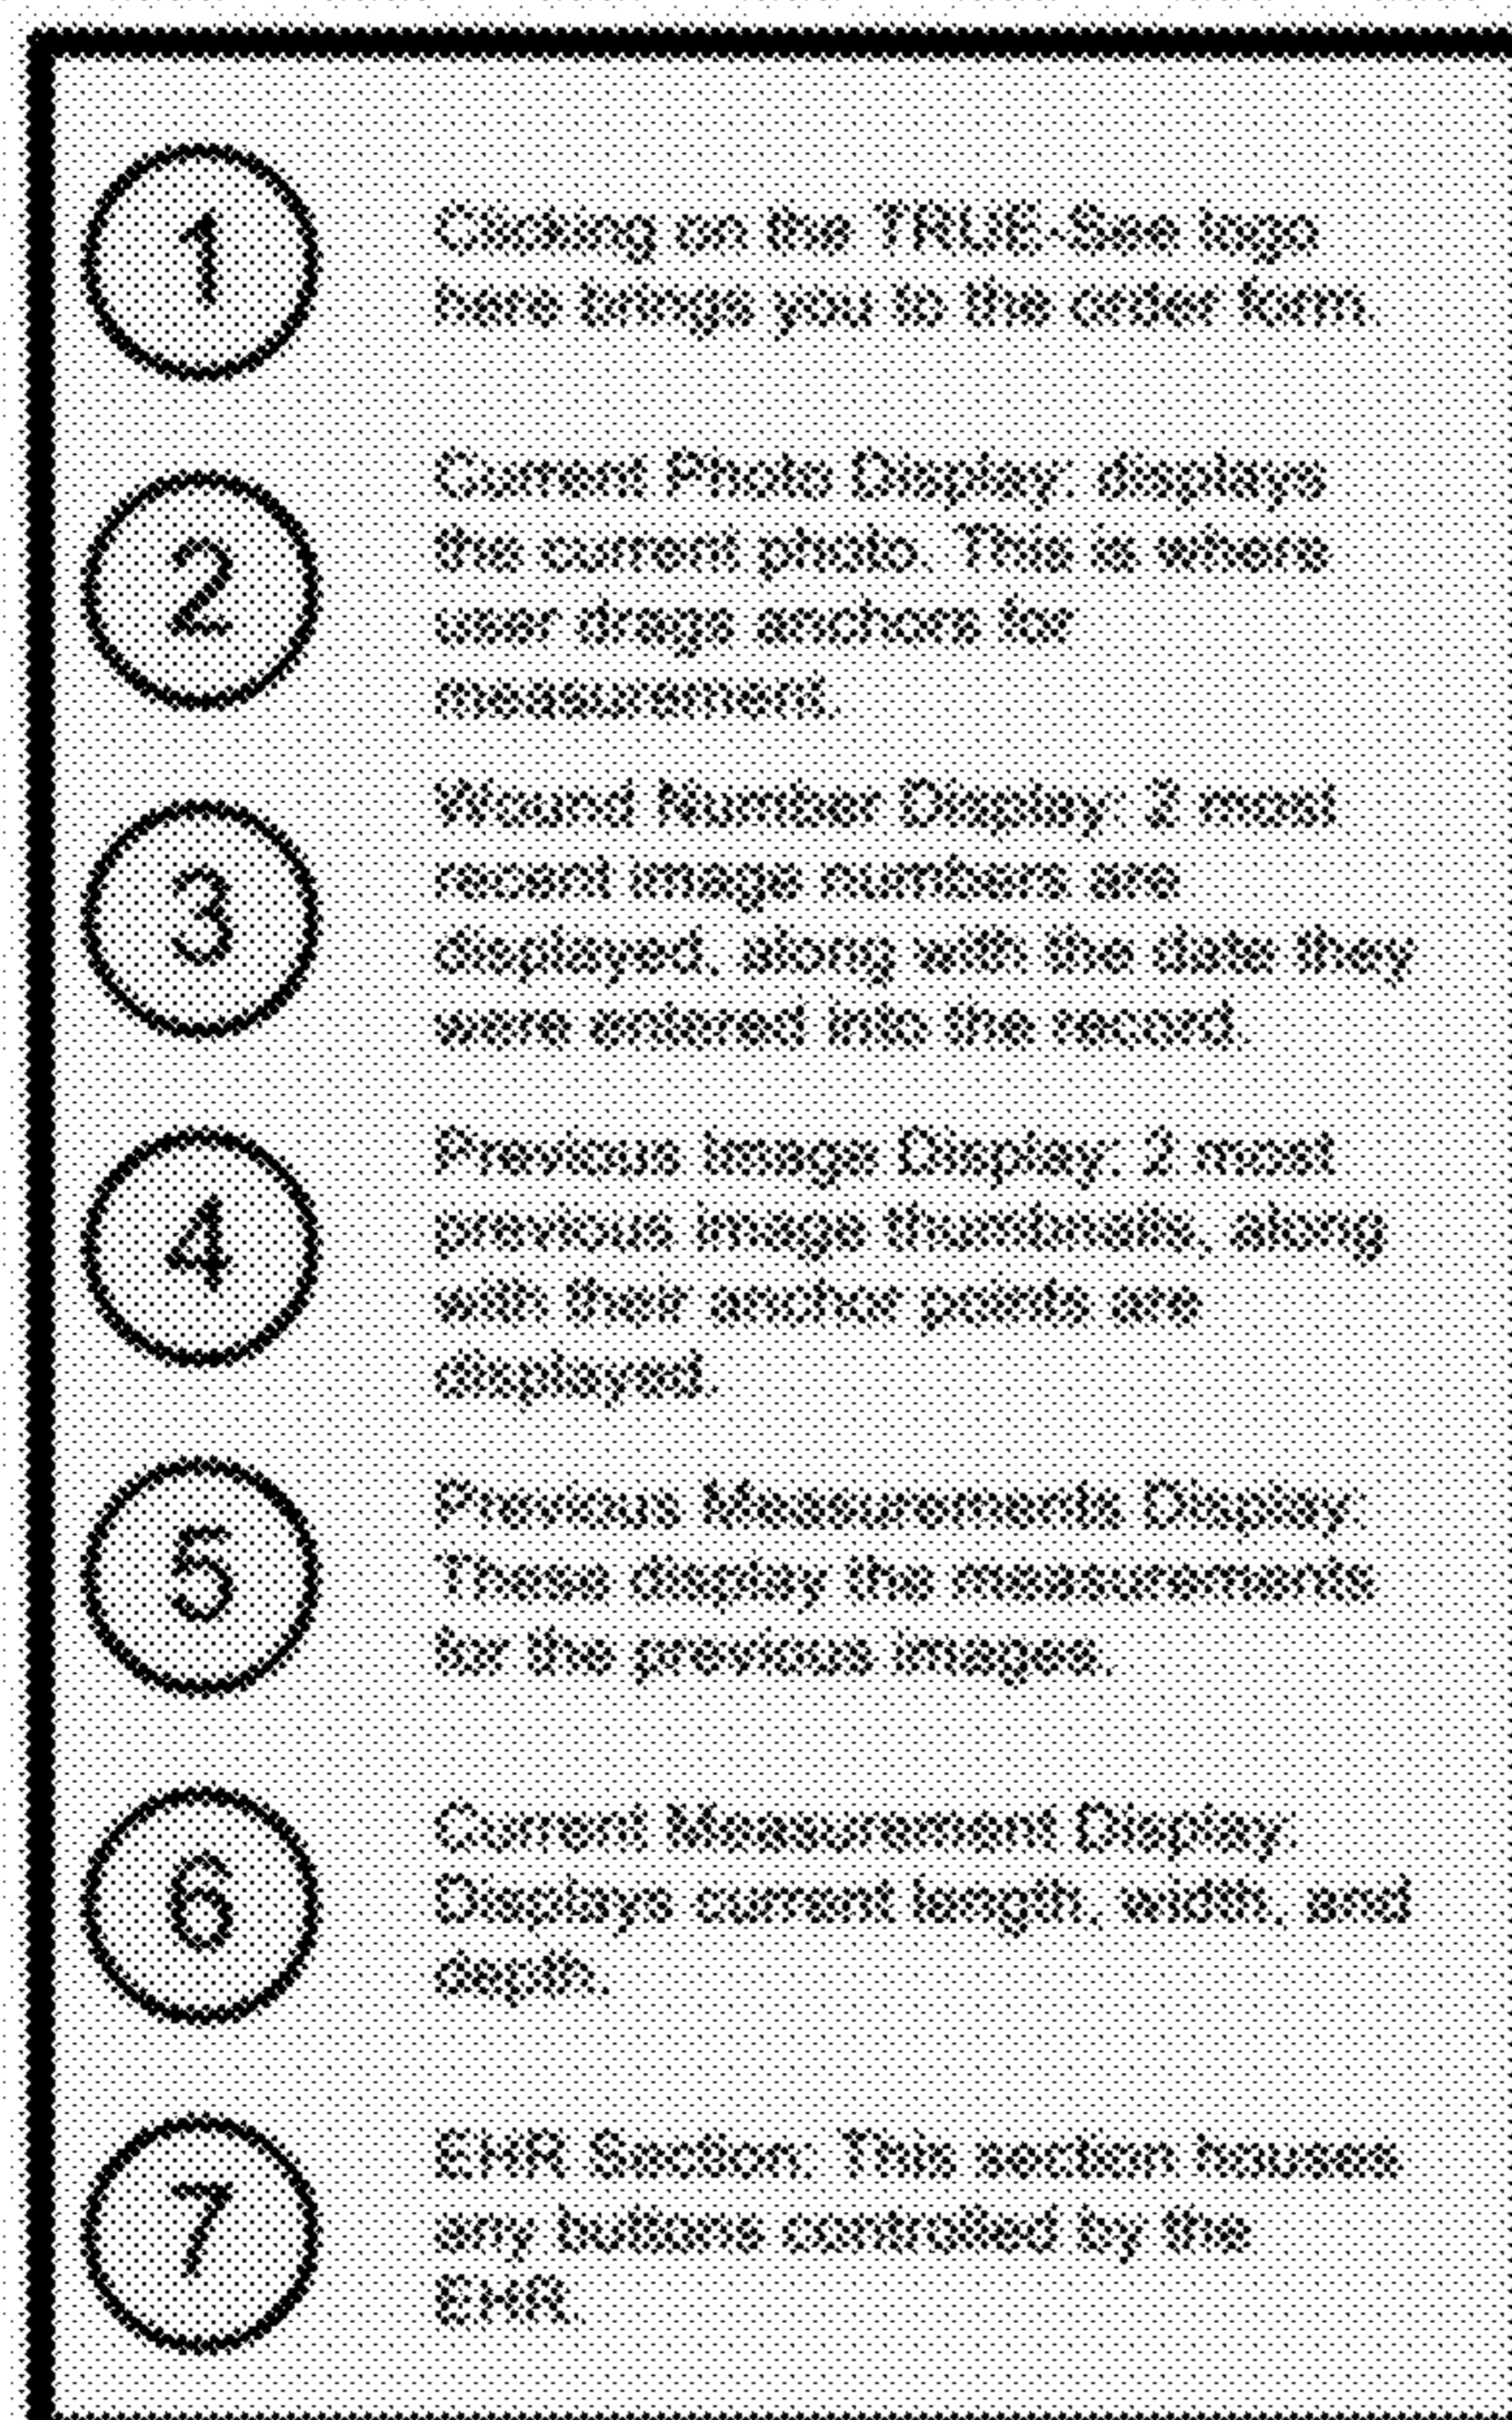 1
Clicking on the TRUE-See logo
here brings you to the order form.
2
Current Photo Display: displays
the current photo. This is where
user drags anchors for
measurement.
3
Wound Number Display: 2 most
recent image numbers are
displayed, along with the date they
were entered into the record.
4
Previous Image Display: 2 most
previous image thumbnails, along
with their anchor points are
displayed.
5
Previous Measurements Display:
These display the measurements
for the previous images.
6
Current Measurement Display:
Displays current length, width, and
depth.
7
EHR Section: This section houses
any buttons controlled by the
EHR.